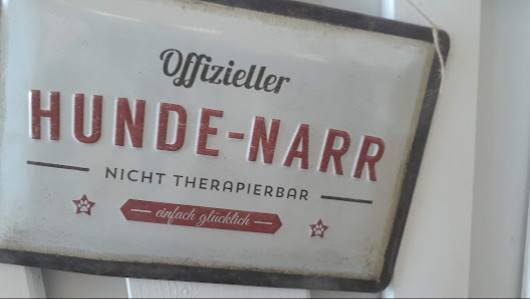 Offizieller
HUNDE-NARR
NICHT THERAPIERBAR
einfach glücklich